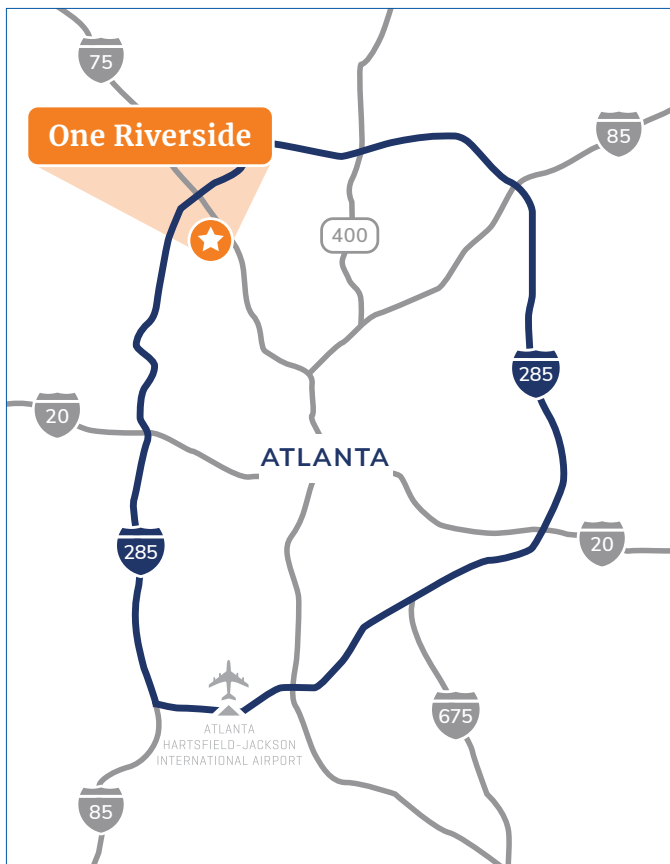 75
One Riverside
85
400
285
20
ATLANTA
285
20
ATLANTA
HARTSFIELD-JACKSON
INTERNATIONAL AIRPORT
675
85